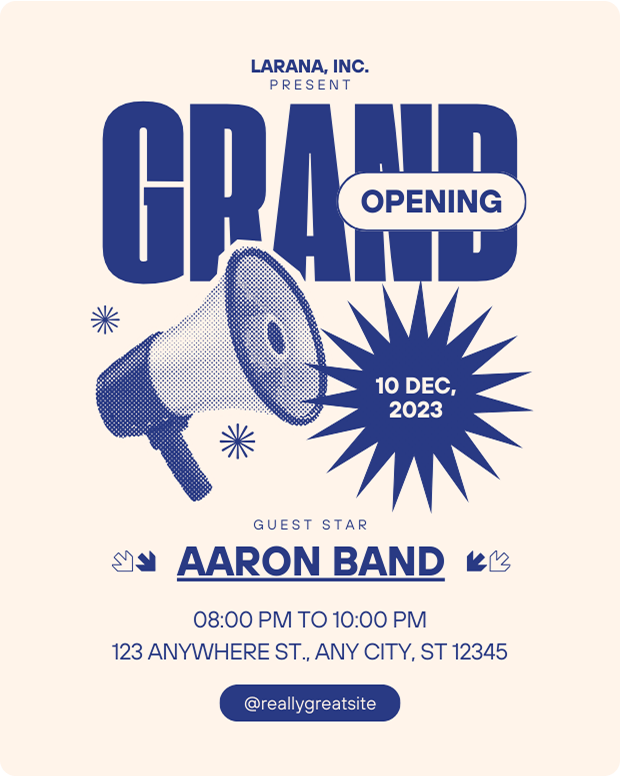 LARANA, INC.
PRESENT
GRAND
OPENING
10 DEC,
2023
GUEST STAR
AARON BAND
08:00 PM TO 10:00 PM
123 ANYWHERE ST., ANY CITY, ST 12345
@reallygreatsite